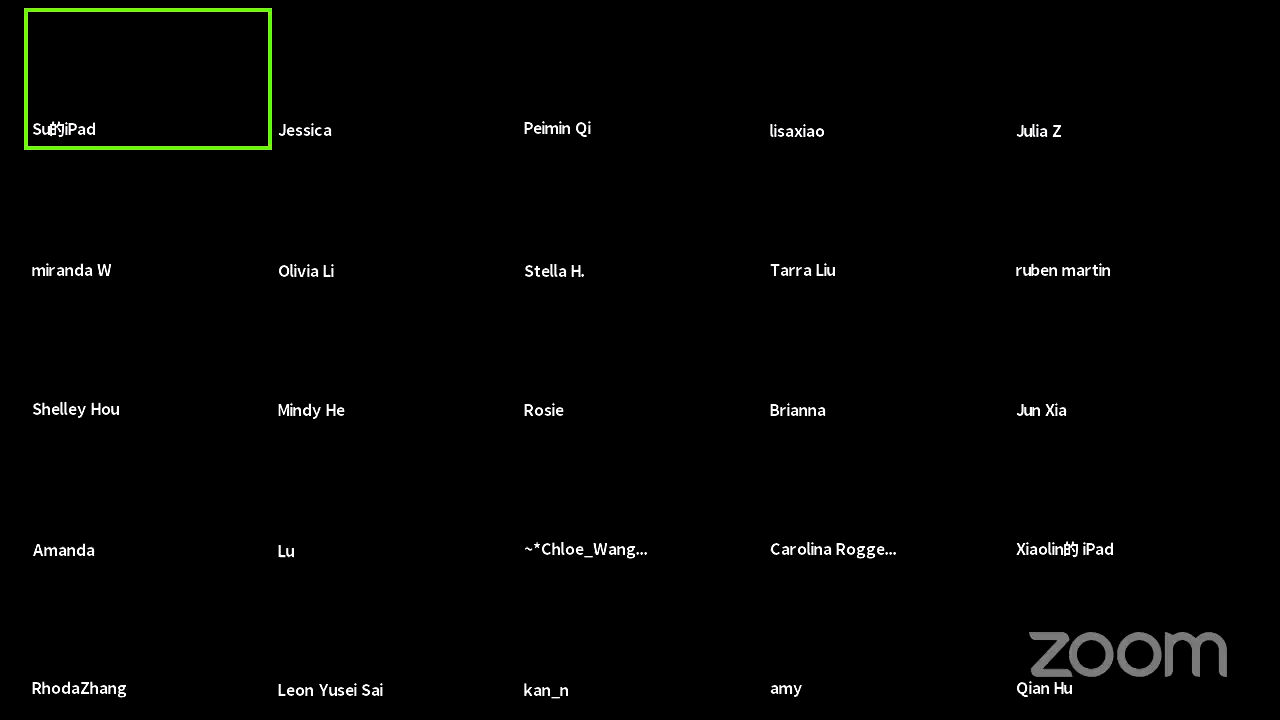 Su的iPad
Jessica
Peimin Qi
lisaxiao
Julia Z
miranda W
Olivia Li
Stella H.
Tarra Liu
ruben martin
Shelley Hou
Mindy He
Rosie
Brianna
Jun Xia
Amanda
Lu
~*Chloe_Wang...
Carolina Rogge...
Xiaolin的 iPad
zoom
RhodaZhang
Leon Yusei Sai
kan_n
amy
Qian Hu